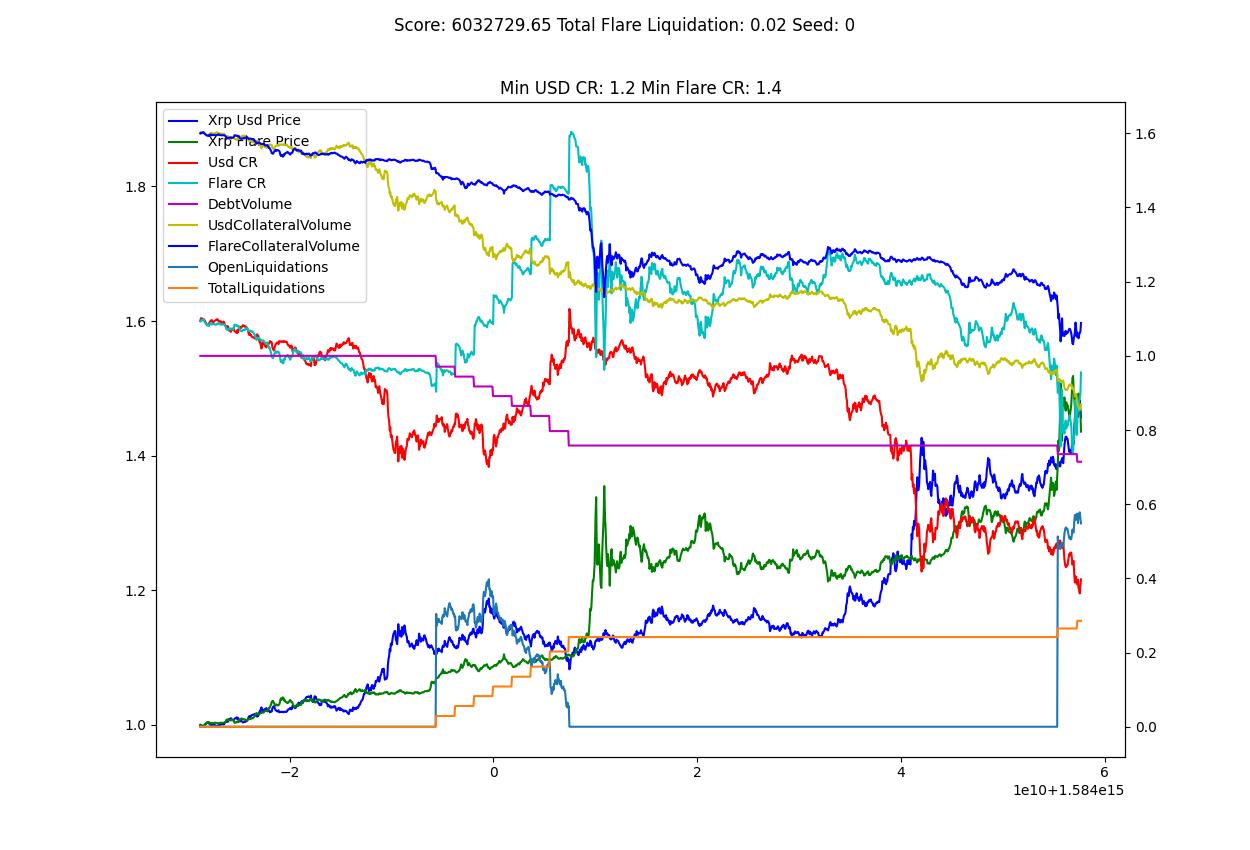 Score: 6032729.65 Total Flare Liquidation: 0.02 Seed: 0
Min USD CR: 1.2 Min Flare CR: 1.4
Xrp Usd Price
Xrp Flare Price
Usd CR
Flare CR
DebtVolume
UsdCollateralVolume
FlareCollateralVolume
OpenLiquidations
TotalLiquidations
1.8
1.6
1.4
1.2
1.0
1.6
1.4
1.2
1.0
0.8
0.6
0.4
0.2
0.0
−2
0
2
4
6
1e10+1.584e15